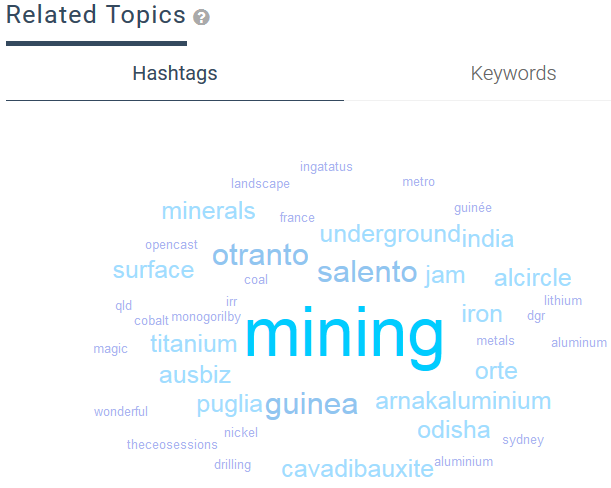 Related Topics ?
Hashtags Keywords
ingatatus
landscape metro
minerals france guinée
underground india
opencast otranto
surface coal salento jam alcircle
qld irr mining iron lithium
cobalt monogorilby dgr
magic titanium metals aluminum
ausbiz orte
wonderful puglia guinea arnakaluminium
nickel odisha
theceosessions sydney
drilling cavadibauxite aluminium